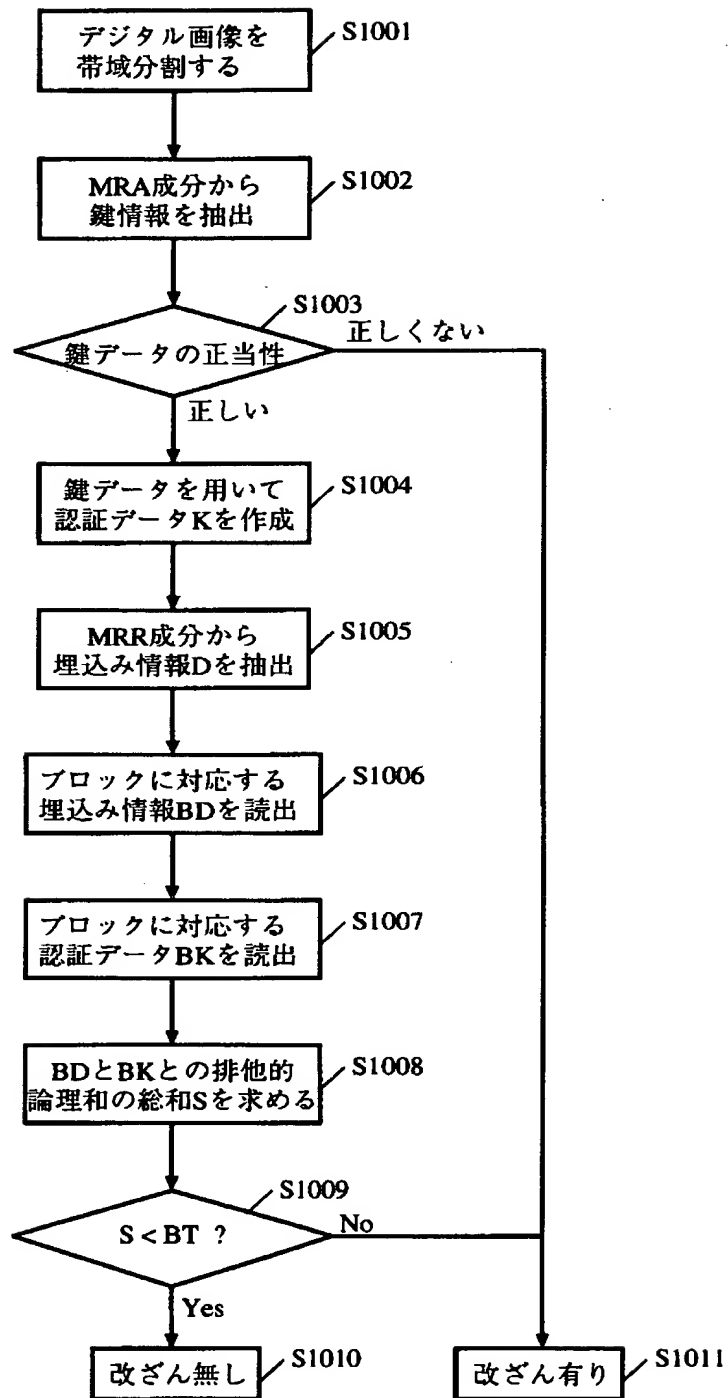 デジタル画像を
帯域分割する
S1001
MRA成分から
鍵情報を抽出
S1002
S1003
鍵データの正当性
正しくない
正しい
鍵データを用いて
認証データKを作成
S1004
MRR成分から
埋込み情報Dを抽出
S1005
ブロックに対応する
埋込み情報BDを読出
S1006
ブロックに対応する
認証データBKを読出
S1007
BDとBKとの排他的
論理和の総和Sを求める
S1008
S1009
S<BT ?
No
Yes
改ざん無し
S1010
改ざん有り
S1011